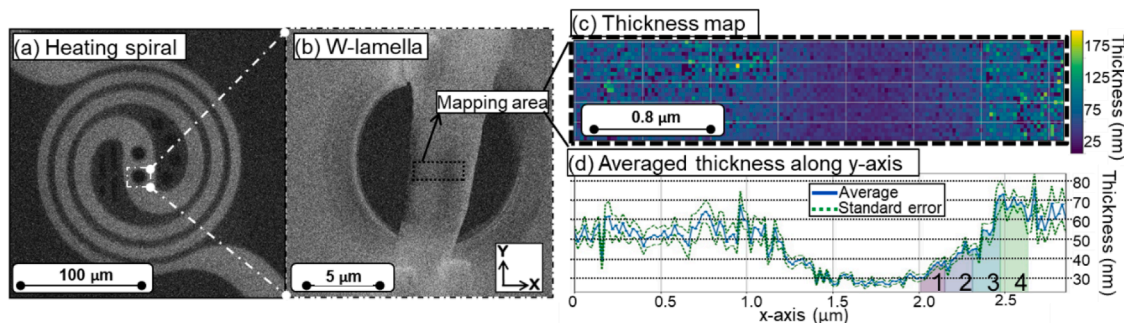 (a) Heating spiral
100 µm
(b) W-lamella
Mapping area
5 µm
Y
X
(c) Thickness map
0.8 µm
175
125
75
25
Thickness (nm)
(d) Averaged thickness along y-axis
Average
Standard error
80
70
60
50
40
30
Thickness (nm)
1 2 3 4
0 0.5 1.0 1.5 2.0 2.5
x-axis (µm)